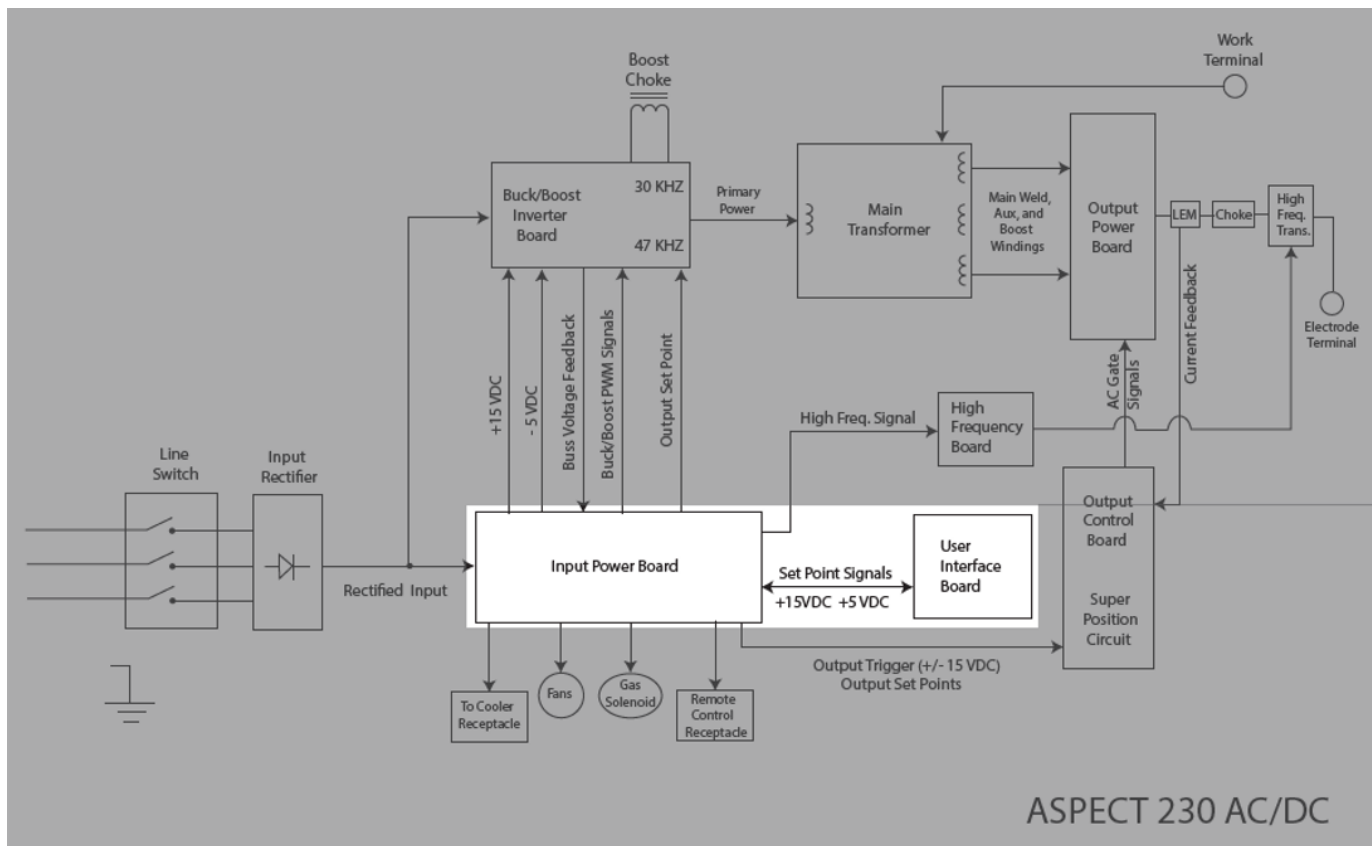 Work
Terminal
Boost
Choke
Buck/Boost
Inverter
Board
30 KHZ
47 KHZ
Primary
Power
Main
Transformer
Main Weld,
Aux, and
Boost
Windings
Output
Power
Board
LEM
Choke
High
Freq.
Trans.
Electrode
Terminal
+15 VDC
- 5 VDC
Buss Voltage Feedback
Buck/Boost PWM Signals
Output Set Point
AC Gate
Signals
Current Feedback
High Freq. Signal
High
Frequency
Board
Line
Switch
Input
Rectifier
Rectified Input
Input Power Board
Set Point Signals
+15VDC +5 VDC
User
Interface
Board
Output
Control
Board
Super
Position
Circuit
Output Trigger (+/- 15 VDC)
Output Set Points
To Cooler
Receptacle
Fans
Gas
Solenoid
Remote
Control
Receptacle
ASPECT 230 AC/DC